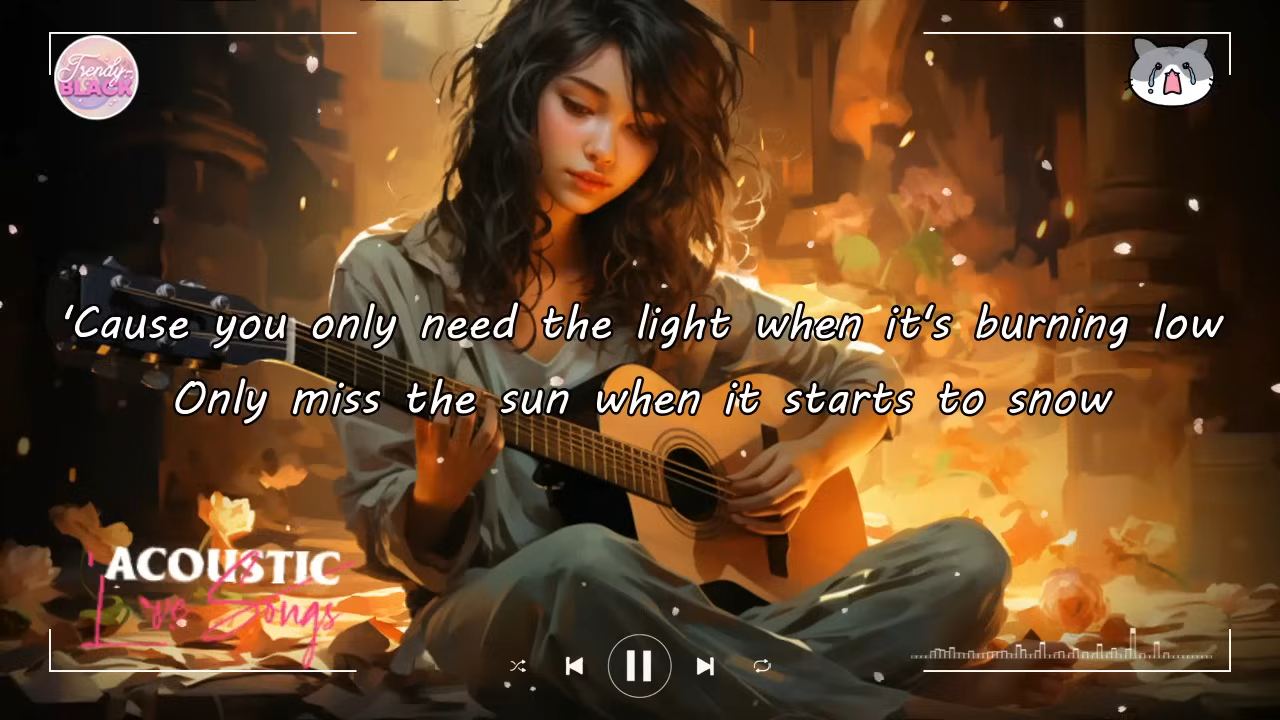 Trendy
BLACK
'Cause you only need the light when it's burning low
Only miss the sun when it starts to snow
ACOUSTIC
Love Songs